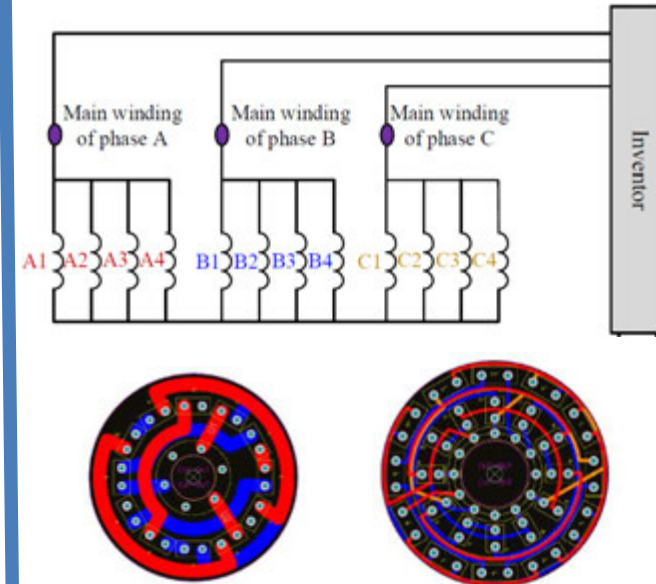 Main winding
of phase A
Main winding
of phase B
Main winding
of phase C
Inventor
A1 A2 A3 A4
B1 B2 B3 B4
C1 C2 C3 C4